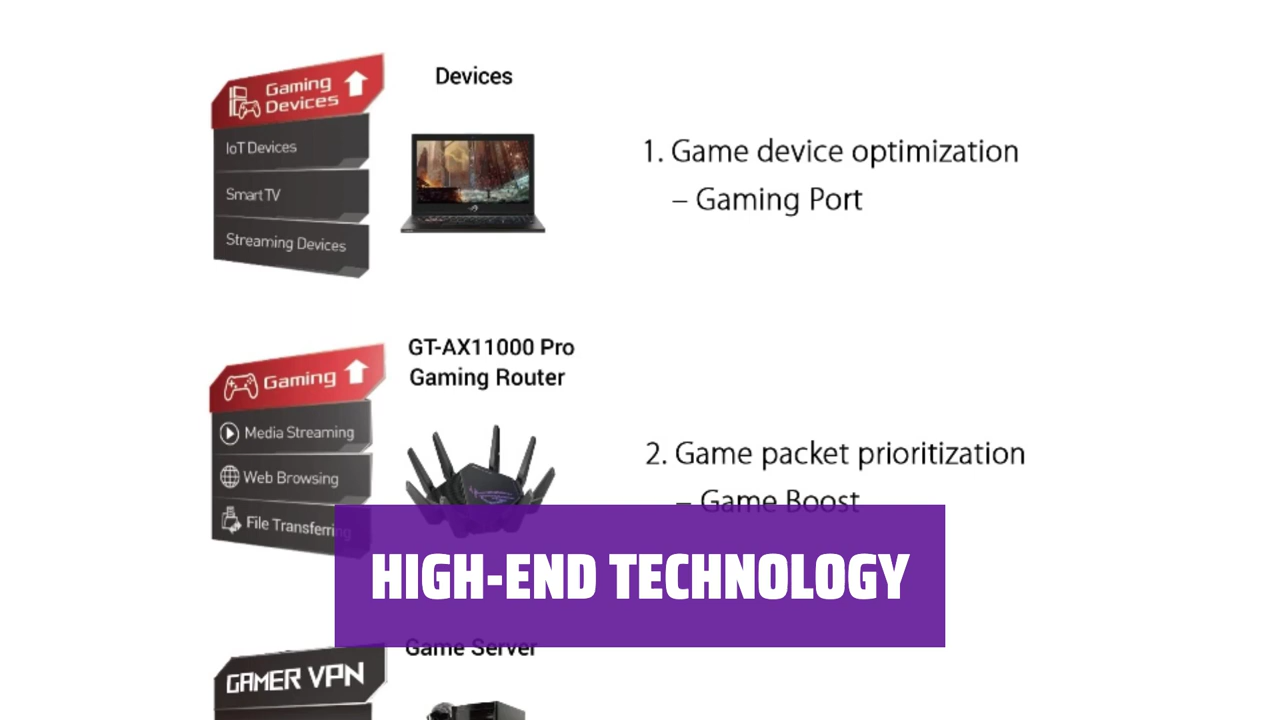 Devices
Gaming
Devices
IoT Devices
Smart TV
Streaming Devices
1. Game device optimization
– Gaming Port
GT-AX11000 Pro
Gaming Router
Gaming
Media Streaming
Web Browsing
File Transferring
2. Game packet prioritization
– Game Boost
HIGH-END TECHNOLOGY
Game Server
GAMER VPN